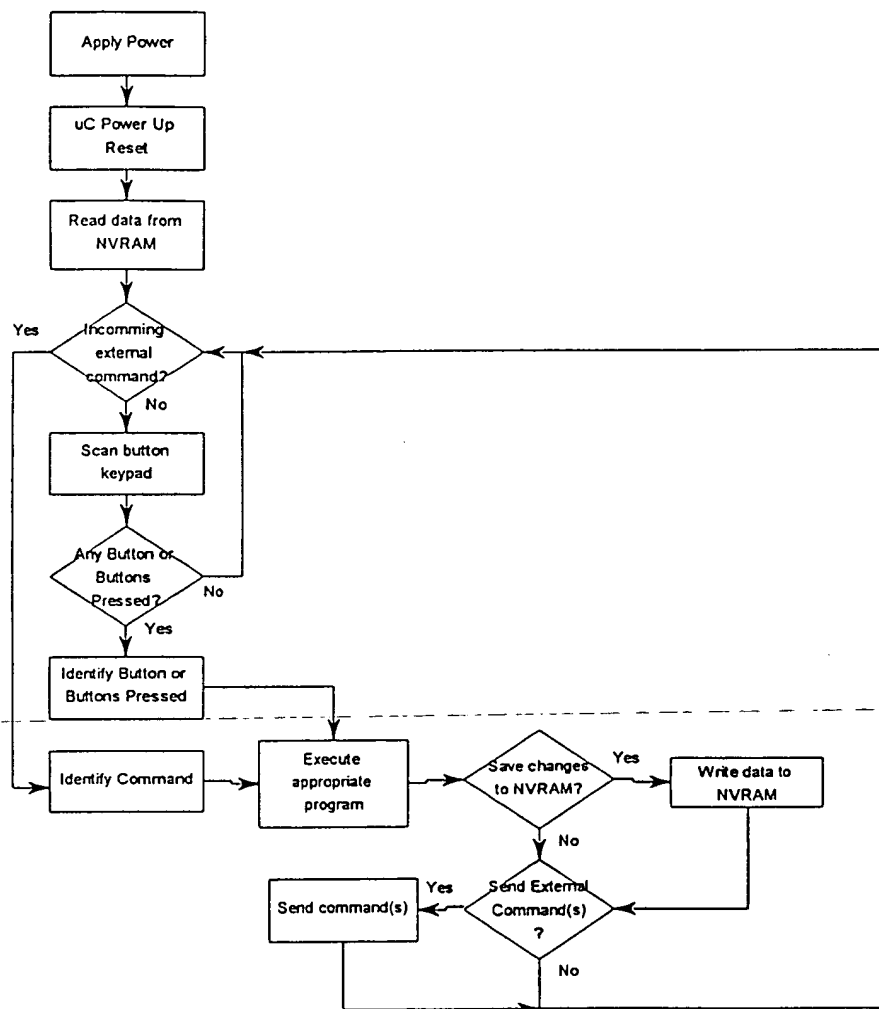 Apply Power
uC Power Up
Reset
Read data from
NVRAM
Yes
Incomming
external
command?
No
Scan button
keypad
Any Button or
Buttons
Pressed?
No
Yes
Identify Button or
Buttons Pressed
Identify Command
Execute
appropriate
program
Save changes
to NVRAM?
Yes
Write data to
NVRAM
No
Send External
Command(s)
?
Yes
Send command(s)
No